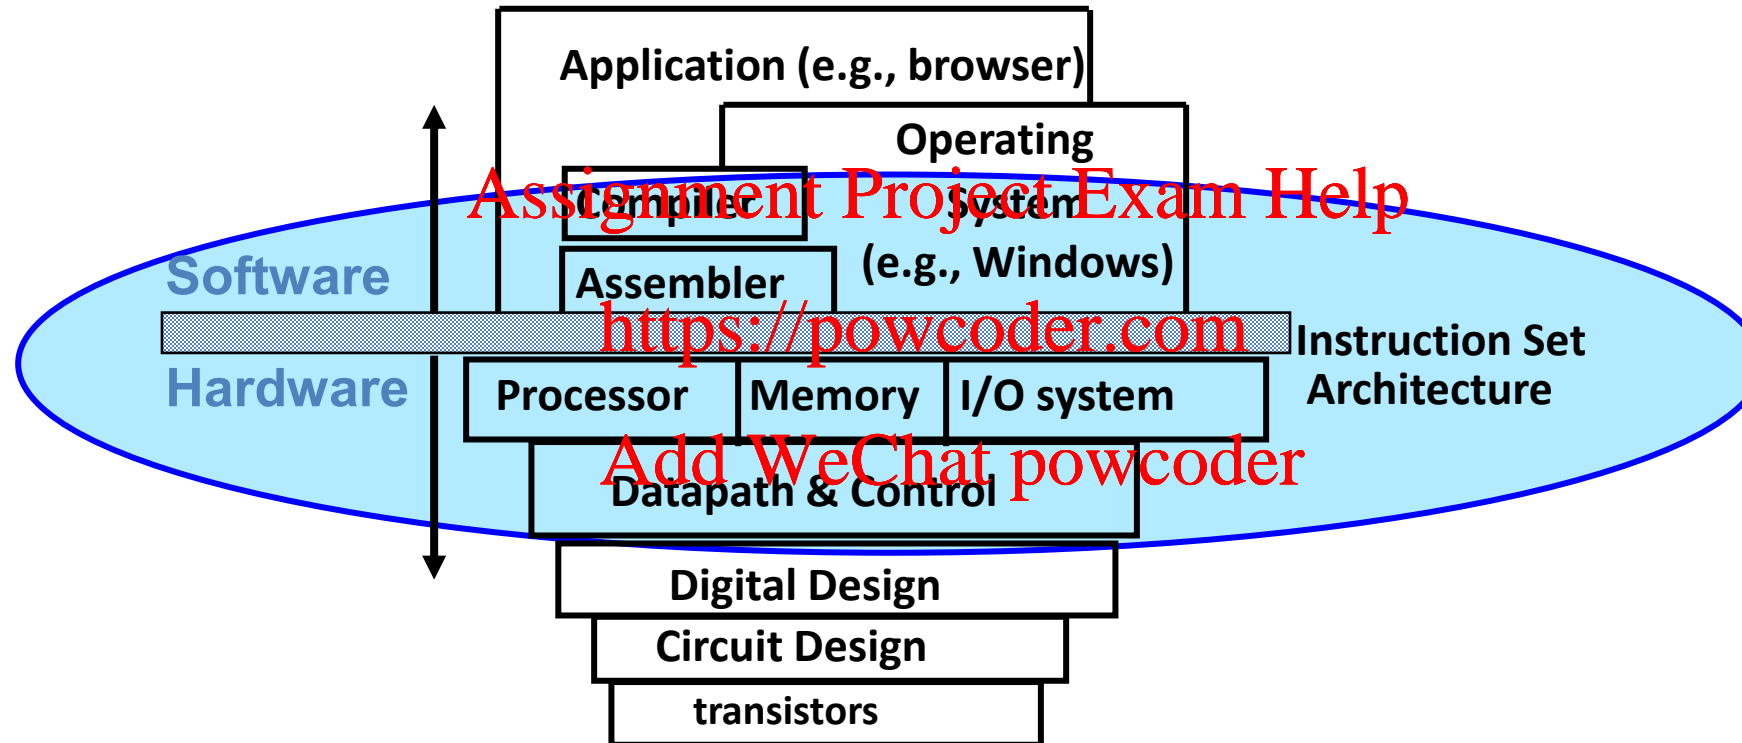 Application (e.g., browser)
Operating
Assignment Project Exam Help
Compiler
System
(e.g., Windows)
Software
Assembler
https://powcoder.com
Instruction Set
Architecture
Hardware
Processor
Memory
I/O system
Add WeChat powcoder
Datapath & Control
Digital Design
Circuit Design
transistors